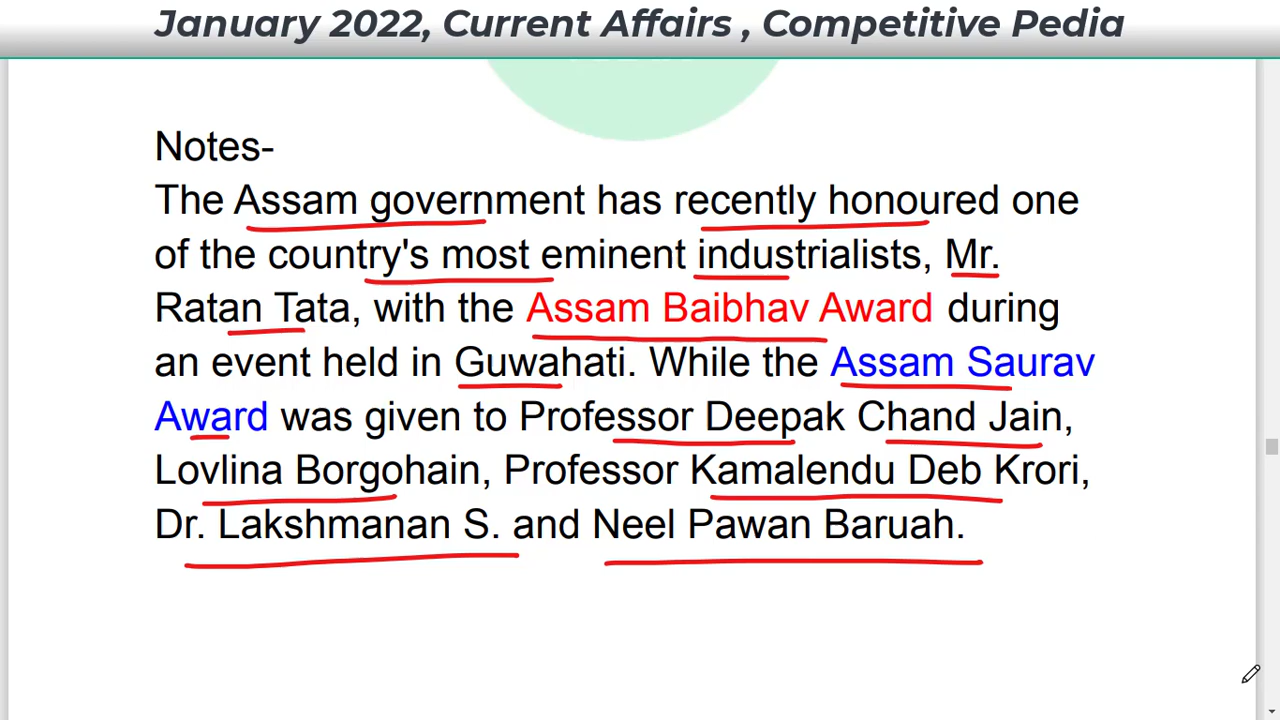 January 2022, Current Affairs , Competitive Pedia
Notes-
The Assam government has recently honoured one
of the country's most eminent industrialists, Mr.
Ratan Tata, with the Assam Baibhav Award during
an event held in Guwahati. While the Assam Saurav
Award was given to Professor Deepak Chand Jain,
Lovlina Borgohain, Professor Kamalendu Deb Krori,
Dr. Lakshmanan S. and Neel Pawan Baruah.